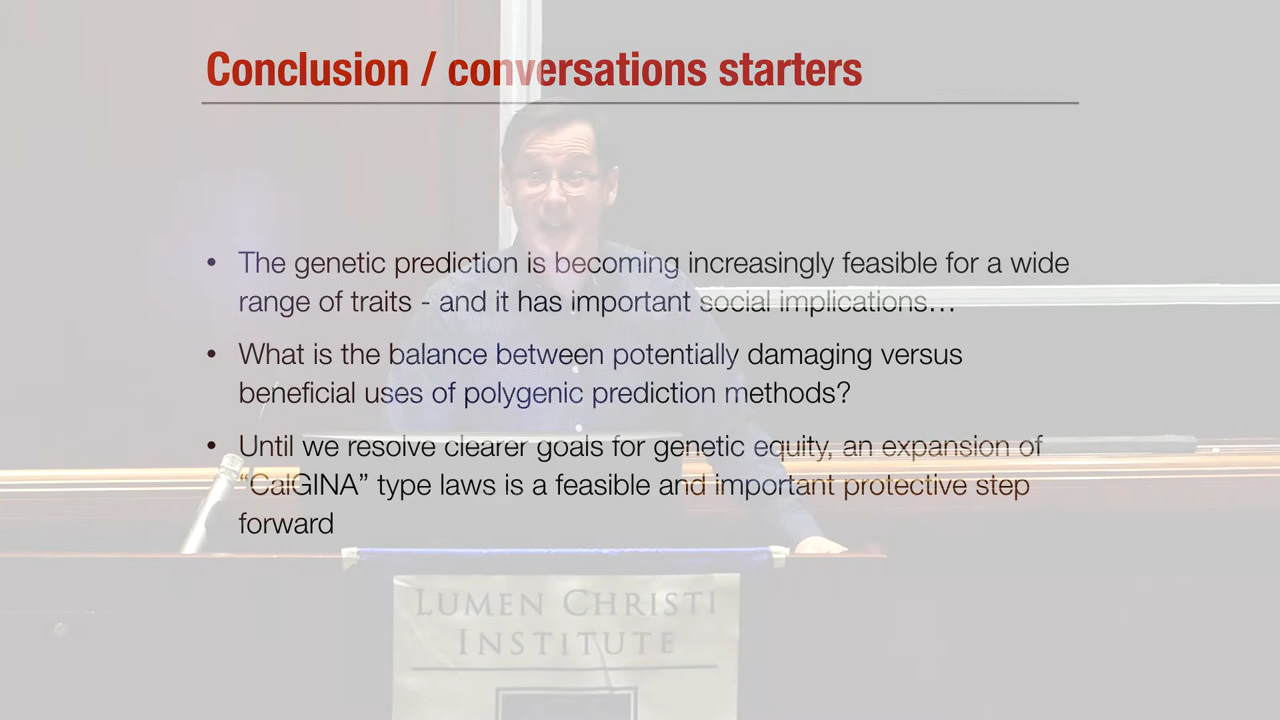 Conclusion / conversations starters
• The genetic prediction is becoming increasingly feasible for a wide
range of traits - and it has important social implications…
• What is the balance between potentially damaging versus
beneficial uses of polygenic prediction methods?
• Until we resolve clearer goals for genetic equity, an expansion of
“CalGINA” type laws is a feasible and important protective step
forward
LUMEN CHRISTI
INSTITUTE